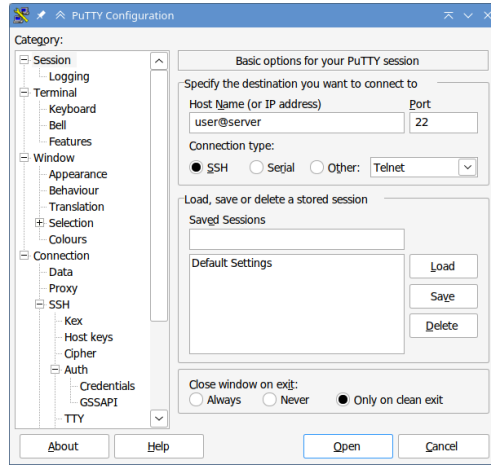 PuTTY Configuration
Category:
Session
Logging
Terminal
Keyboard
Bell
Features
Window
Appearance
Behaviour
Translation
Selection
Colours
Connection
Data
Proxy
SSH
Kex
Host keys
Cipher
Auth
Credentials
GSSAPI
TTY
Basic options for your PuTTY session
Specify the destination you want to connect to
Host Name (or IP address) Port
user@server 22
Connection type:
SSH Serial Other: Telnet
Load, save or delete a stored session
Saved Sessions
Default Settings
Load
Save
Delete
Close window on exit:
Always Never Only on clean exit
About Help Open Cancel